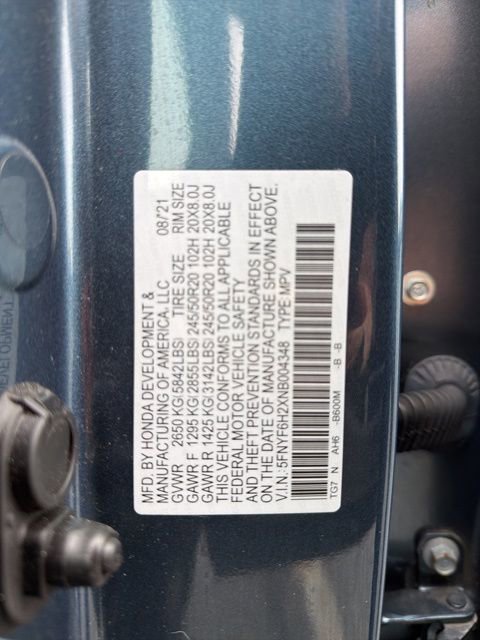 MFD. BY HONDA DEVELOPMENT &
MANUFACTURING OF AMERICA, LLC 08/21
GVWR 2650 KG(5842LBS) TIRE SIZE RIM SIZE
GAWR F 1295 KG(2855LBS)245/50R20 102H 20X8.0J
GAWR R 1425 KG(3142LBS)245/50R20 102H 20X8.0J
THIS VEHICLE CONFORMS TO ALL APPLICABLE
FEDERAL MOTOR VEHICLE SAFETY
AND THEFT PREVENTION STANDARDS IN EFFECT
ON THE DATE OF MANUFACTURE SHOWN ABOVE.
V.I.N.: 5FNYF6H2XNB004348 TYPE: MPV
TG7 N AH6 -B600M -B -B